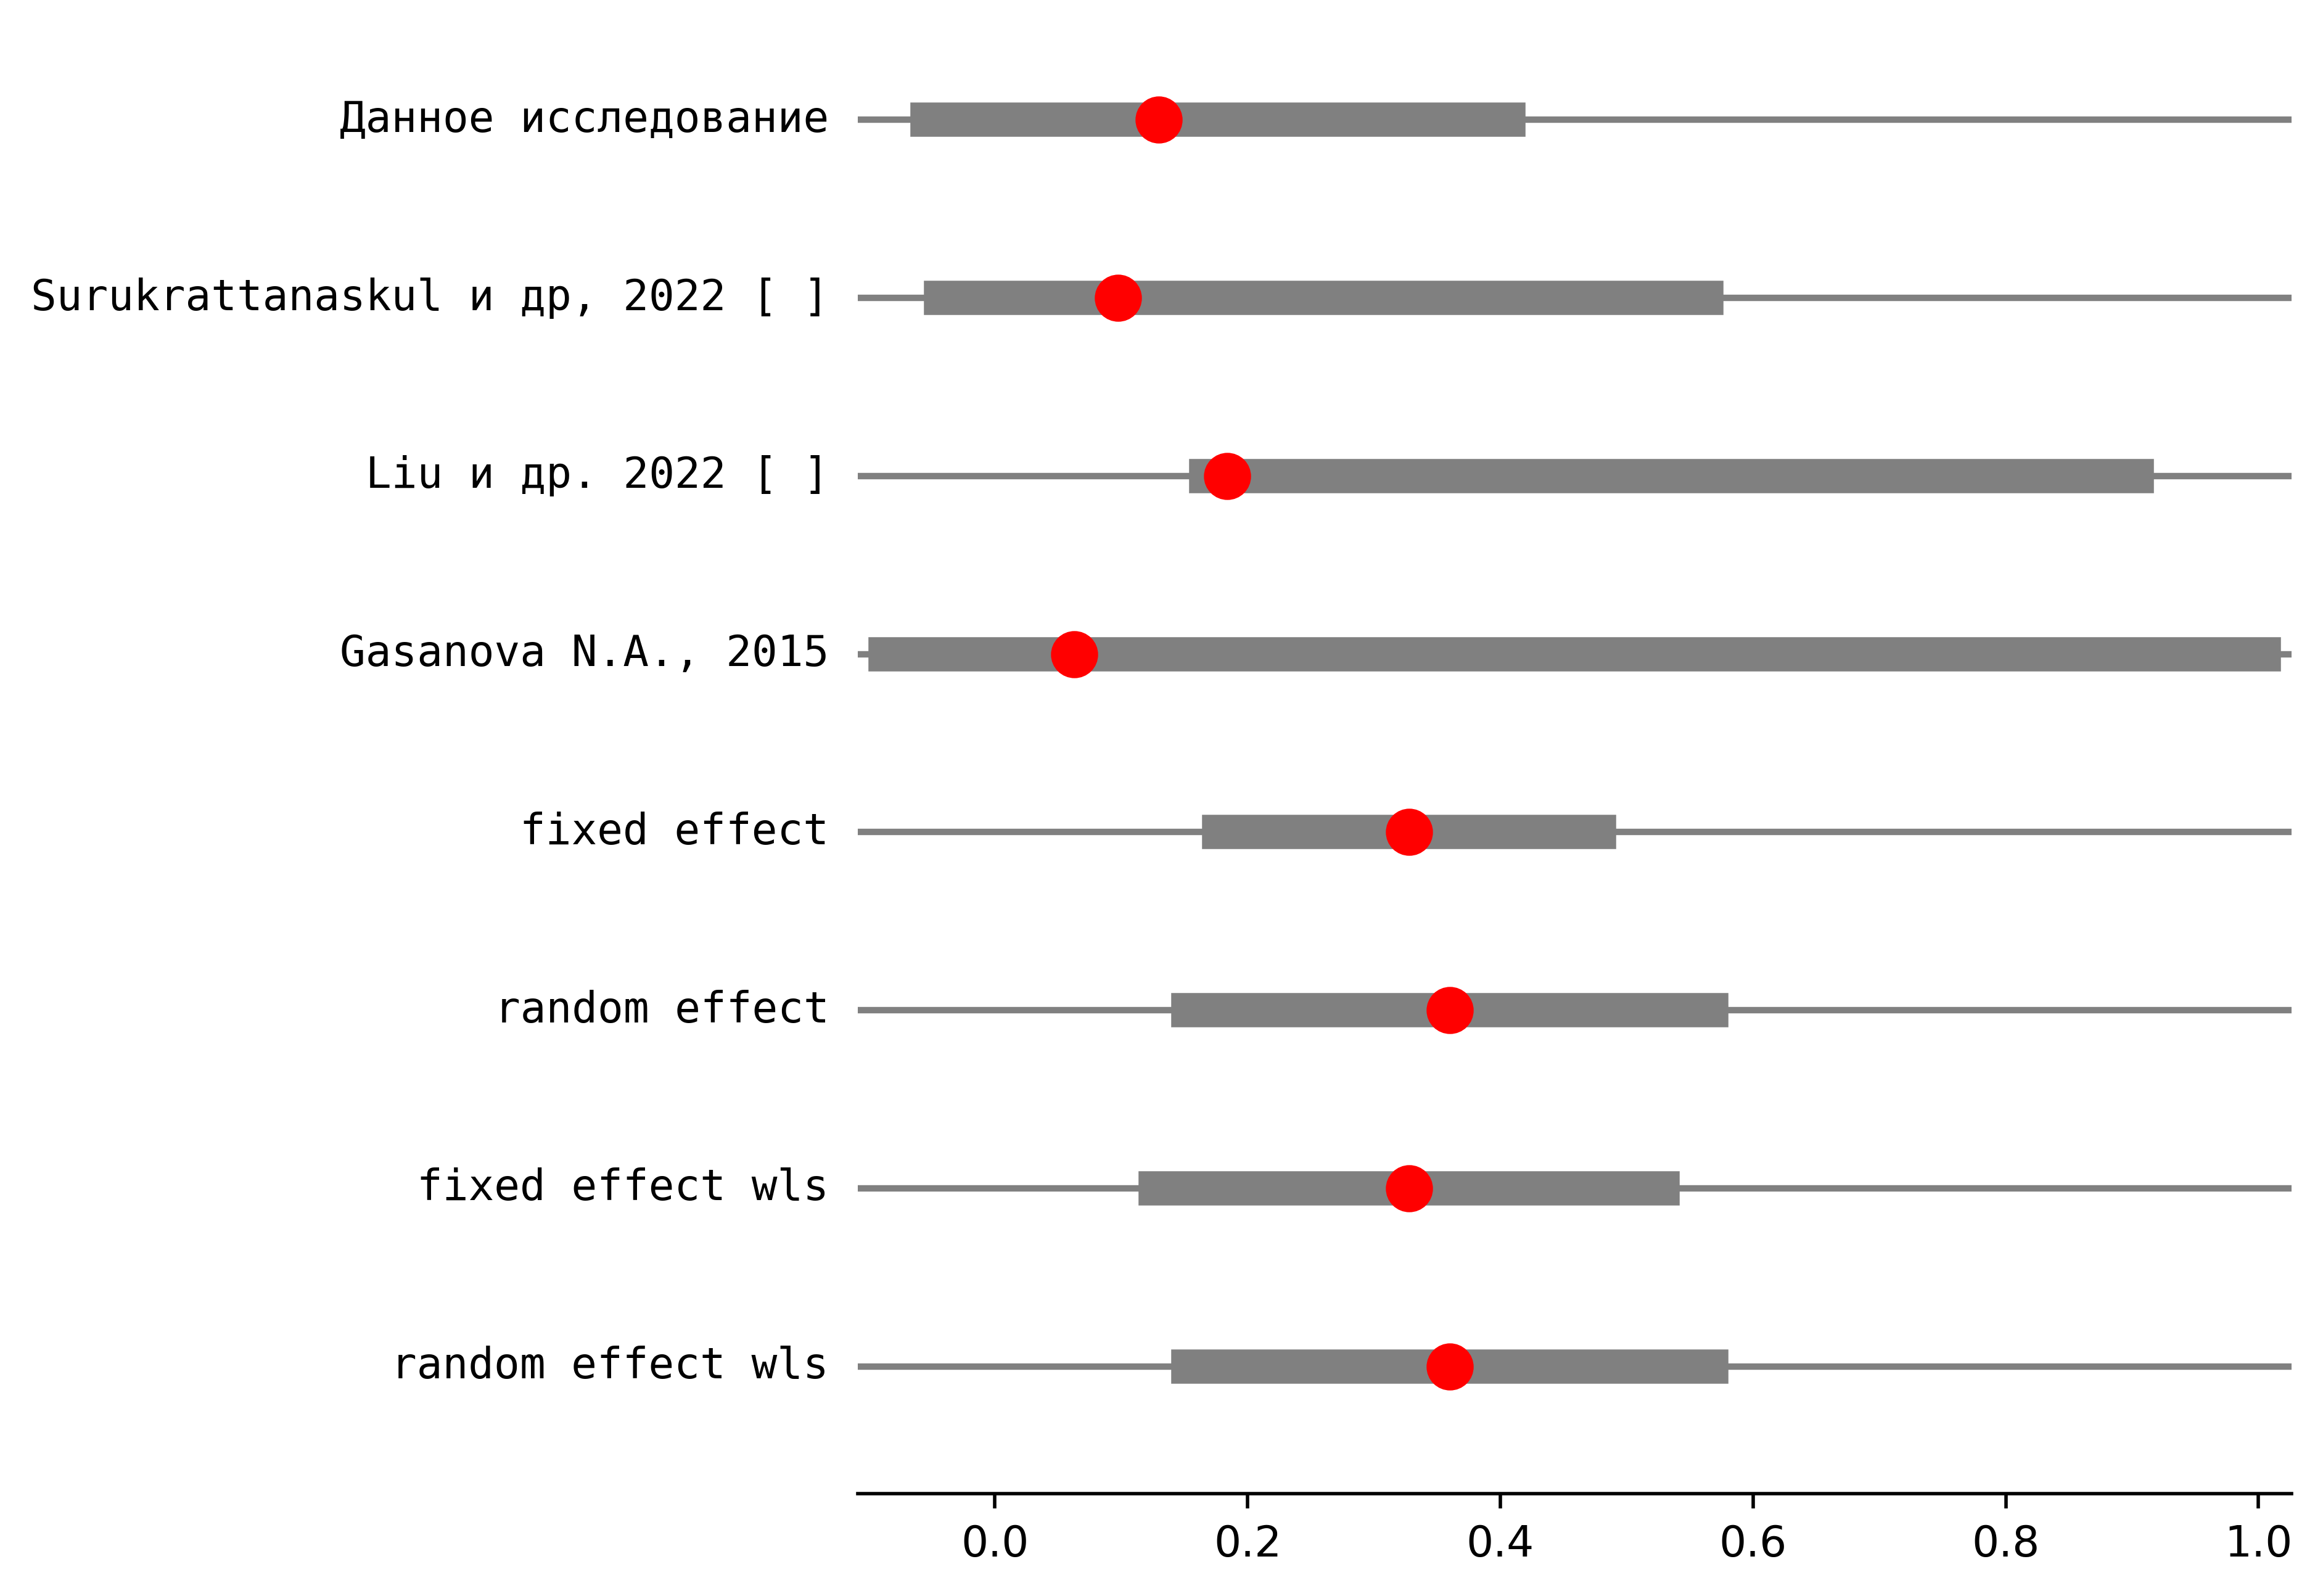 Данное исследование
Surukrattanaskul и др, 2022 [ ]
Liu и др. 2022 [ ]
Gasanova N.A., 2015
fixed effect
random effect
fixed effect wls
random effect wls
0.0 0.2 0.4 0.6 0.8 1.0